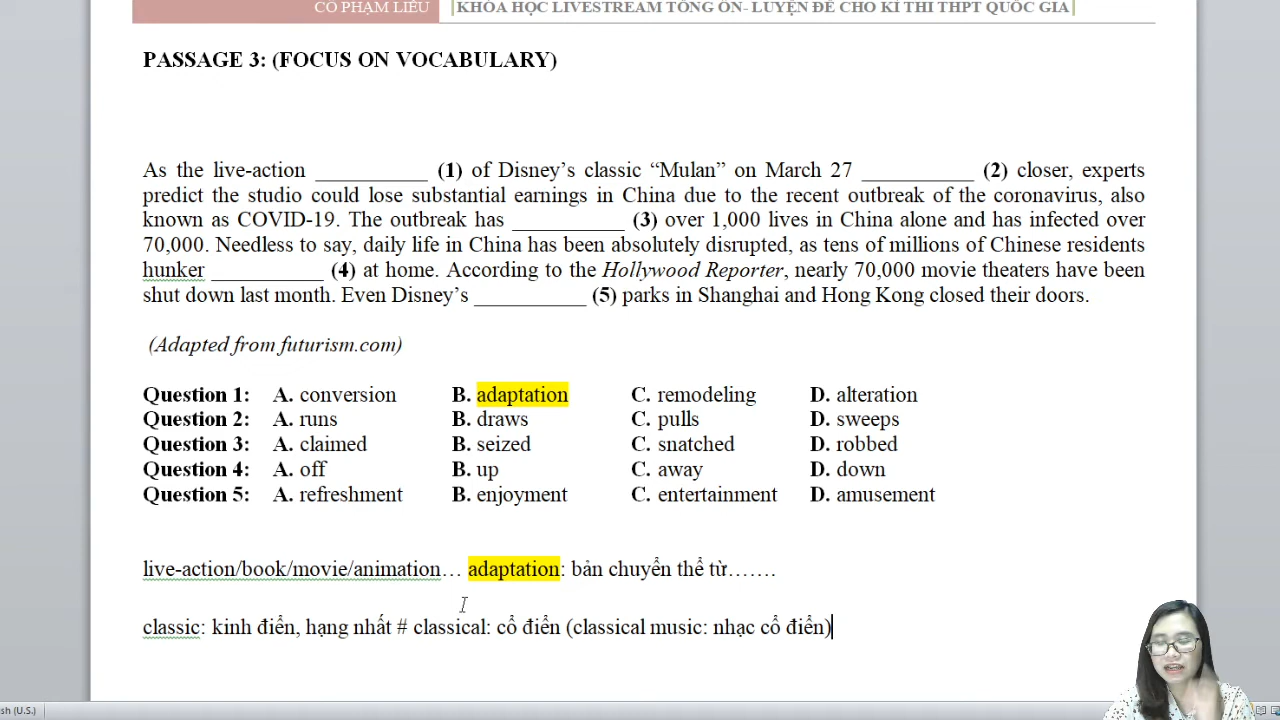 CÔ PHẠM LIỄU KHÓA HỌC LIVESTREAM TỔNG ÔN- LUYỆN ĐỀ CHO KÌ THI THPT QUỐC GIA
PASSAGE 3: (FOCUS ON VOCABULARY)
As the live-action __________ (1) of Disney’s classic “Mulan” on March 27 __________ (2) closer, experts
predict the studio could lose substantial earnings in China due to the recent outbreak of the coronavirus, also
known as COVID-19. The outbreak has __________ (3) over 1,000 lives in China alone and has infected over
70,000. Needless to say, daily life in China has been absolutely disrupted, as tens of millions of Chinese residents
hunker __________ (4) at home. According to the Hollywood Reporter, nearly 70,000 movie theaters have been
shut down last month. Even Disney’s __________ (5) parks in Shanghai and Hong Kong closed their doors.
(Adapted from futurism.com)
Question 1: A. conversion B. adaptation C. remodeling D. alteration
Question 2: A. runs B. draws C. pulls D. sweeps
Question 3: A. claimed B. seized C. snatched D. robbed
Question 4: A. off B. up C. away D. down
Question 5: A. refreshment B. enjoyment C. entertainment D. amusement
live-action/book/movie/animation… adaptation: bản chuyển thể từ…….
classic: kinh điển, hạng nhất # classical: cổ điển (classical music: nhạc cổ điển)
sh (U.S.)